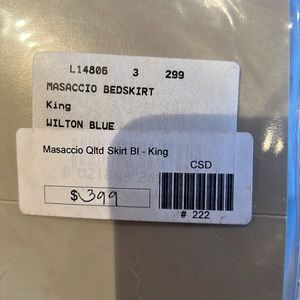 L14806 3 299
MASACCIO BEDSKIRT
King
WILTON BLUE
Masaccio Qltd Skirt Bl - King
CSD
$ 399
# 222